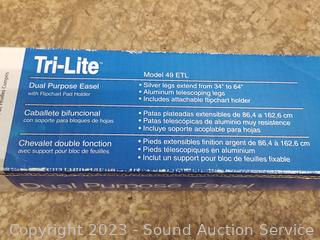 Tri-Lite™
Model 49 ETL
Dual Purpose Easel
with Flipchart Pad Holder
• Silver legs extend from 34" to 64"
• Aluminum telescoping legs
• Includes attachable flipchart holder
Caballete bifuncional
con soporte para bloques de hojas
• Patas plateadas extensibles de 86,4 à 162,6 cm
• Patas telescópicas de aluminio muy resistente
• Incluye soporte acoplable para hojas
Chevalet double fonction
avec support pour bloc de feuilles
• Pieds extensibles finition argent de 86,4 à 162,6 cm
• Pieds télescopiques en aluminium
• Inclut un support pour bloc de feuilles fixable
Dual Purpose
Copyright 2023 - Sound Auction Service